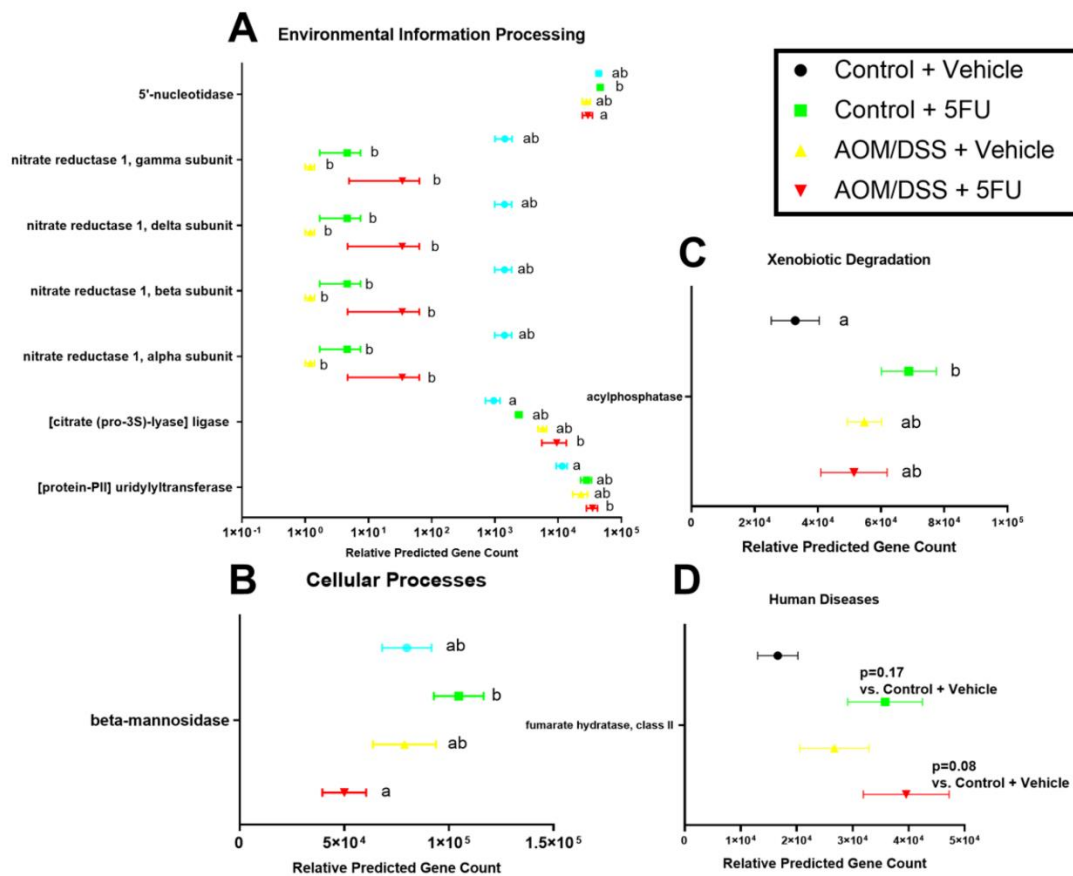 A
Environmental Information Processing
5'-nucleotidase
ab
b
ab
a
nitrate reductase 1, gamma subunit
ab
b
b
b
nitrate reductase 1, delta subunit
ab
b
b
b
nitrate reductase 1, beta subunit
ab
b
b
b
nitrate reductase 1, alpha subunit
ab
b
b
b
[citrate (pro-3S)-lyase] ligase
a
ab
ab
b
[protein-PII] uridylyltransferase
a
ab
ab
b
1×10⁻¹ 1×10⁰ 1×10¹ 1×10² 1×10³ 1×10⁴ 1×10⁵
Relative Predicted Gene Count
Control + Vehicle
Control + 5FU
AOM/DSS + Vehicle
AOM/DSS + 5FU
C
Xenobiotic Degradation
0 2×10⁴ 4×10⁴ 6×10⁴ 8×10⁴ 1×10⁵
a
b
acylphosphatase
ab
ab
Relative Predicted Gene Count
B
Cellular Processes
0 5×10⁴ 1×10⁵ 1.5×10⁵
ab
b
beta-mannosidase
ab
a
Relative Predicted Gene Count
D
Human Diseases
0 1×10⁴ 2×10⁴ 3×10⁴ 4×10⁴ 5×10⁴
p=0.17
vs. Control + Vehicle
fumarate hydratase, class II
p=0.08
vs. Control + Vehicle
Relative Predicted Gene Count